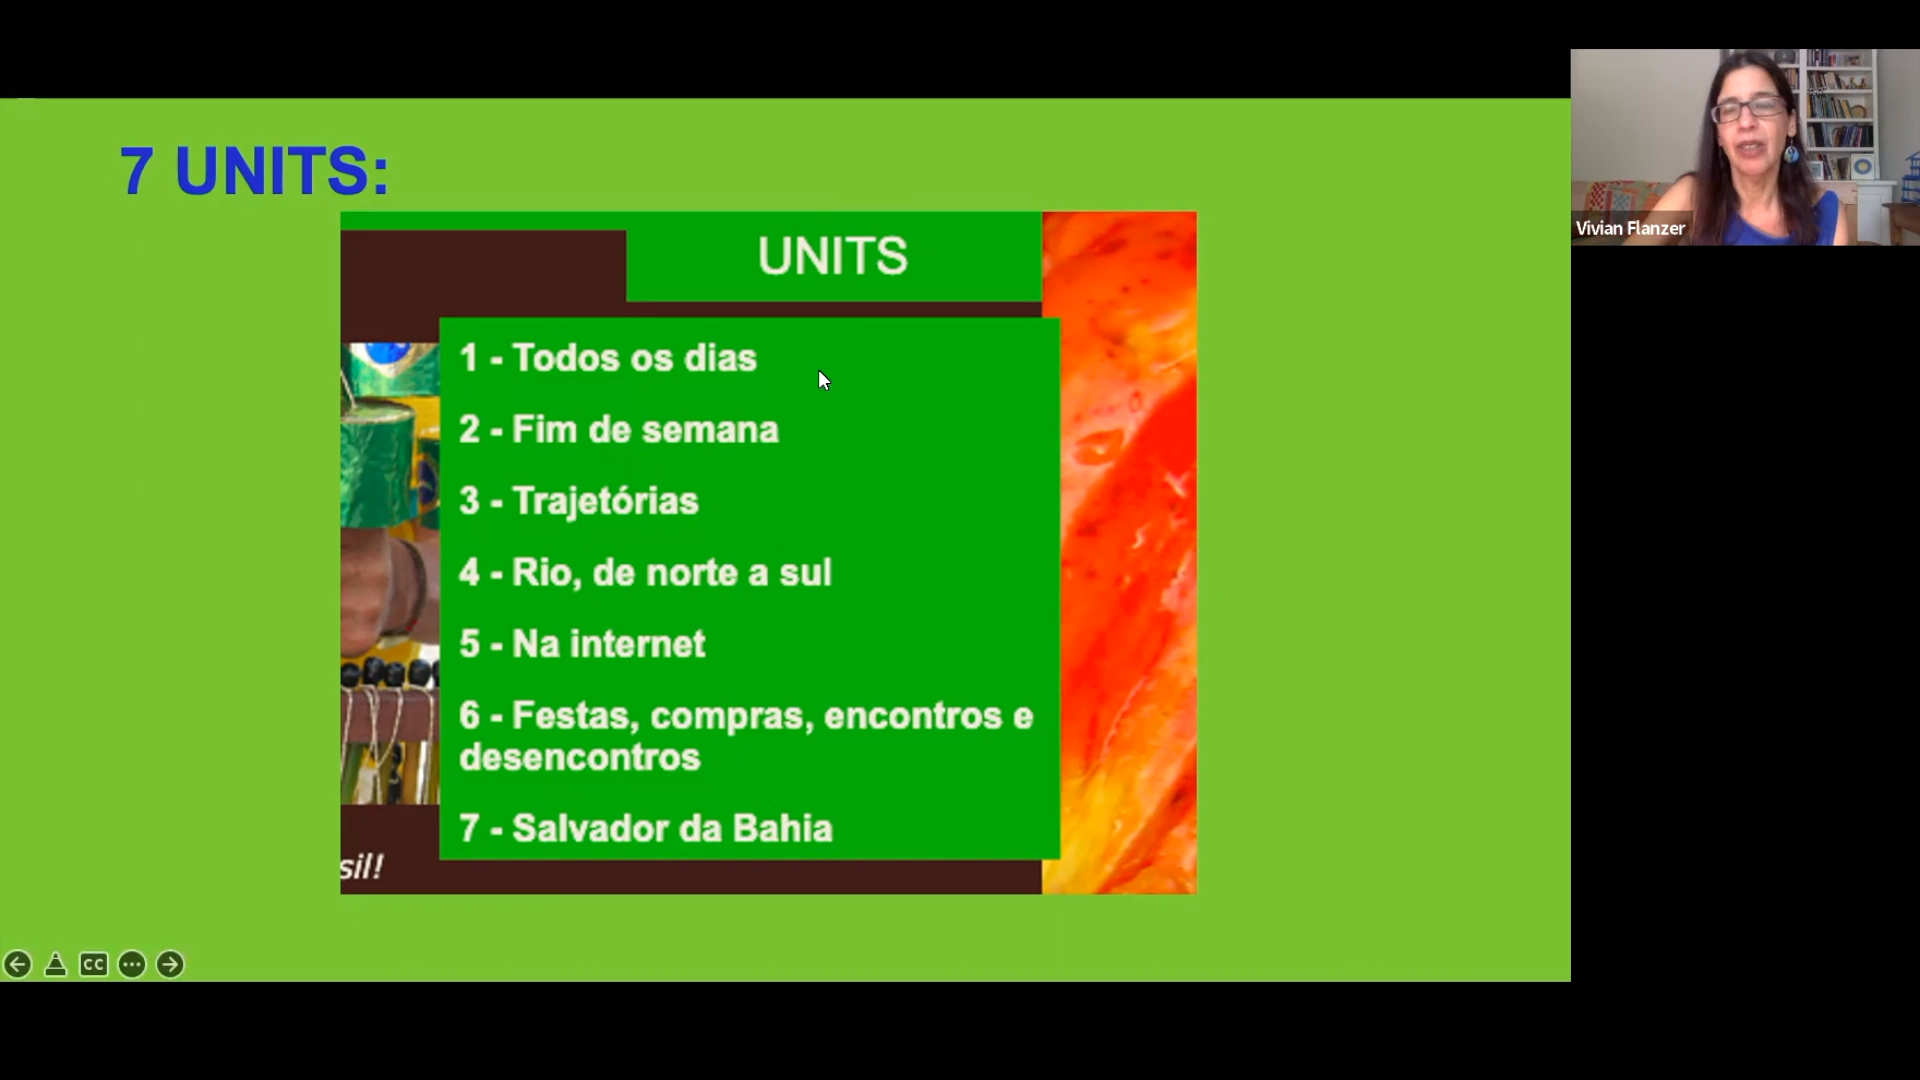 7 UNITS:
UNITS
1 - Todos os dias
2 - Fim de semana
3 - Trajetórias
4 - Rio, de norte a sul
5 - Na internet
6 - Festas, compras, encontros e
desencontros
7 - Salvador da Bahia
sil!
CC
Vivian Flanzer